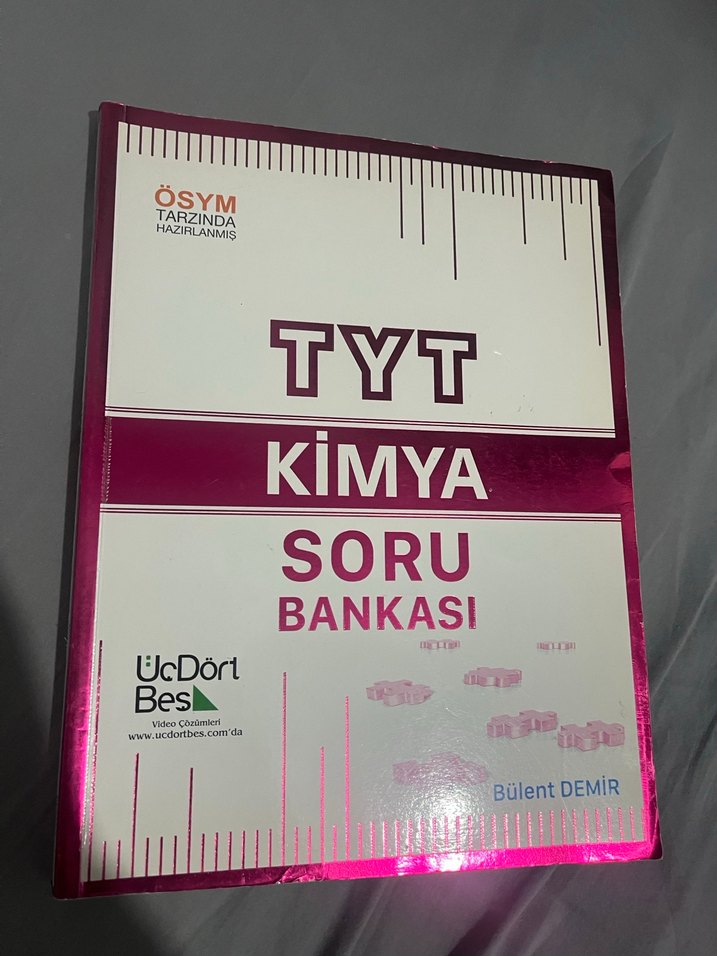 ÖSYM
TARZINDA
HAZIRLANMIŞ
TYT
KİMYA
SORU
BANKASI
ÜçDört
Beş
Video Çözümleri
www.ucdortbes.com'da
Bülent DEMİR